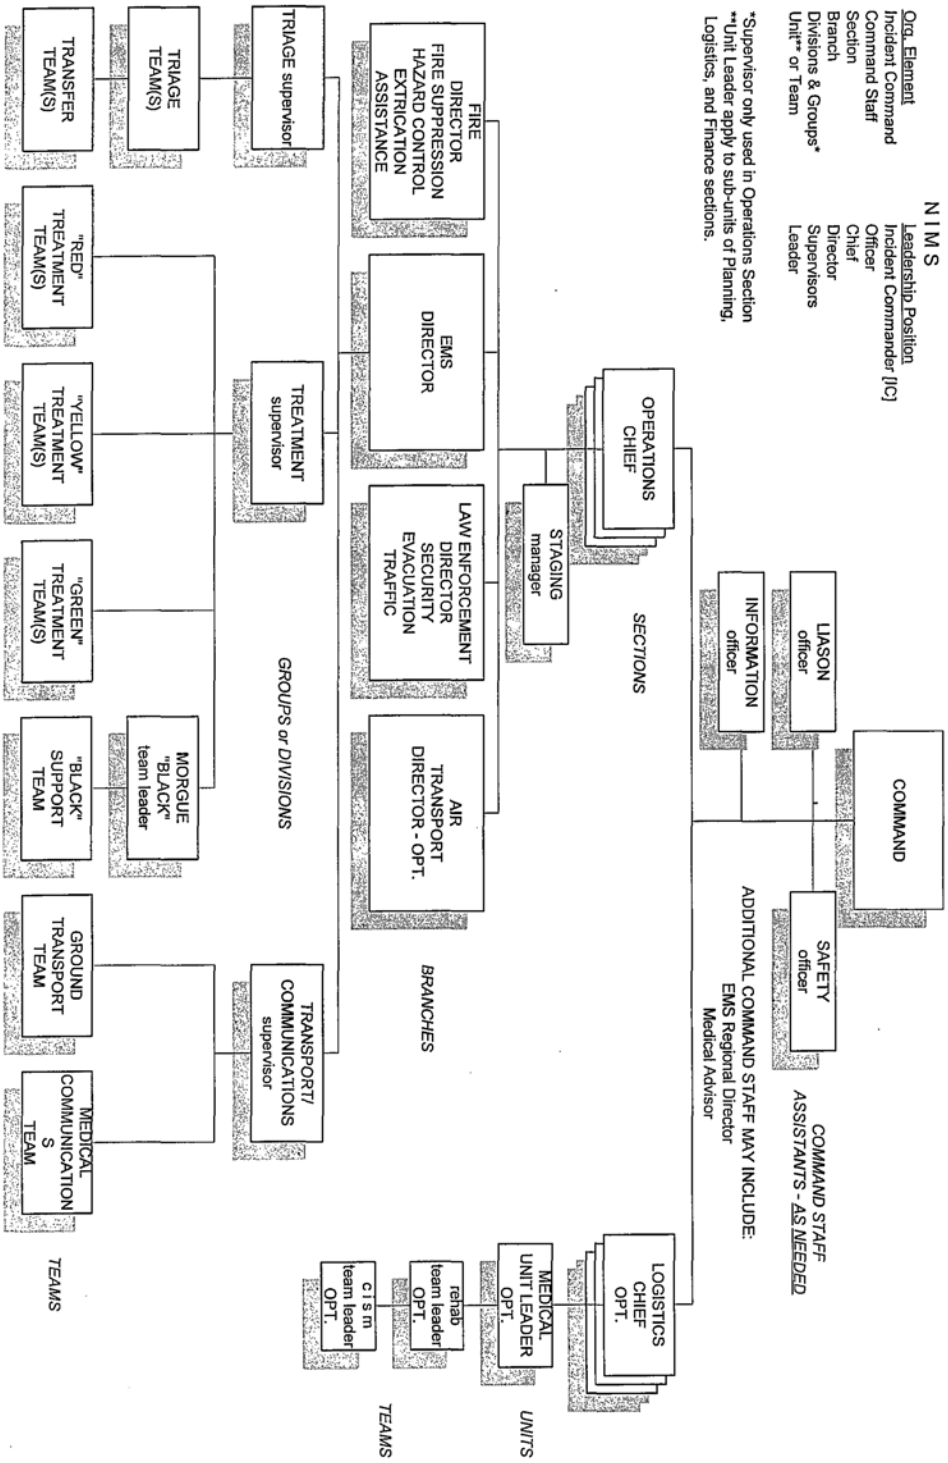 NIMS
Org. Element
Leadership Position
Incident Command
Incident Commander [IC]
Command Staff
Officer
Section
Chief
Branch
Director
Divisions & Groups*
Supervisors
Unit** or Team
Leader
*Supervisor only used in Operations Section
**Unit Leader apply to sub-units of Planning,
Logistics, and Finance sections.
COMMAND
LIASON
officer
SAFETY
officer
COMMAND STAFF
ASSISTANTS - AS NEEDED
INFORMATION
officer
ADDITIONAL COMMAND STAFF MAY INCLUDE:
EMS Regional Director
Medical Advisor
OPERATIONS
CHIEF
SECTIONS
LOGISTICS
CHIEF
OPT.
STAGING
manager
MEDICAL
UNIT LEADER
OPT.
UNITS
FIRE
DIRECTOR
FIRE SUPPRESSION
HAZARD CONTROL
EXTRICATION
ASSISTANCE
EMS
DIRECTOR
LAW ENFORCEMENT
DIRECTOR
SECURITY
EVACUATION
TRAFFIC
AIR
TRANSPORT
DIRECTOR - OPT.
BRANCHES
rehab
team leader
OPT.
cism
team leader
OPT.
TEAMS
TRIAGE supervisor
TREATMENT
supervisor
GROUPS or DIVISIONS
TRANSPORT/
COMMUNICATIONS
supervisor
TRIAGE
TEAM(S)
MORGUE
"BLACK"
team leader
TRANSFER
TEAM(S)
"RED"
TREATMENT
TEAM(S)
"YELLOW"
TREATMENT
TEAM(S)
"GREEN"
TREATMENT
TEAM(S)
"BLACK"
SUPPORT
TEAM
GROUND
TRANSPORT
TEAM
MEDICAL
COMMUNICATION
S
TEAM
TEAMS